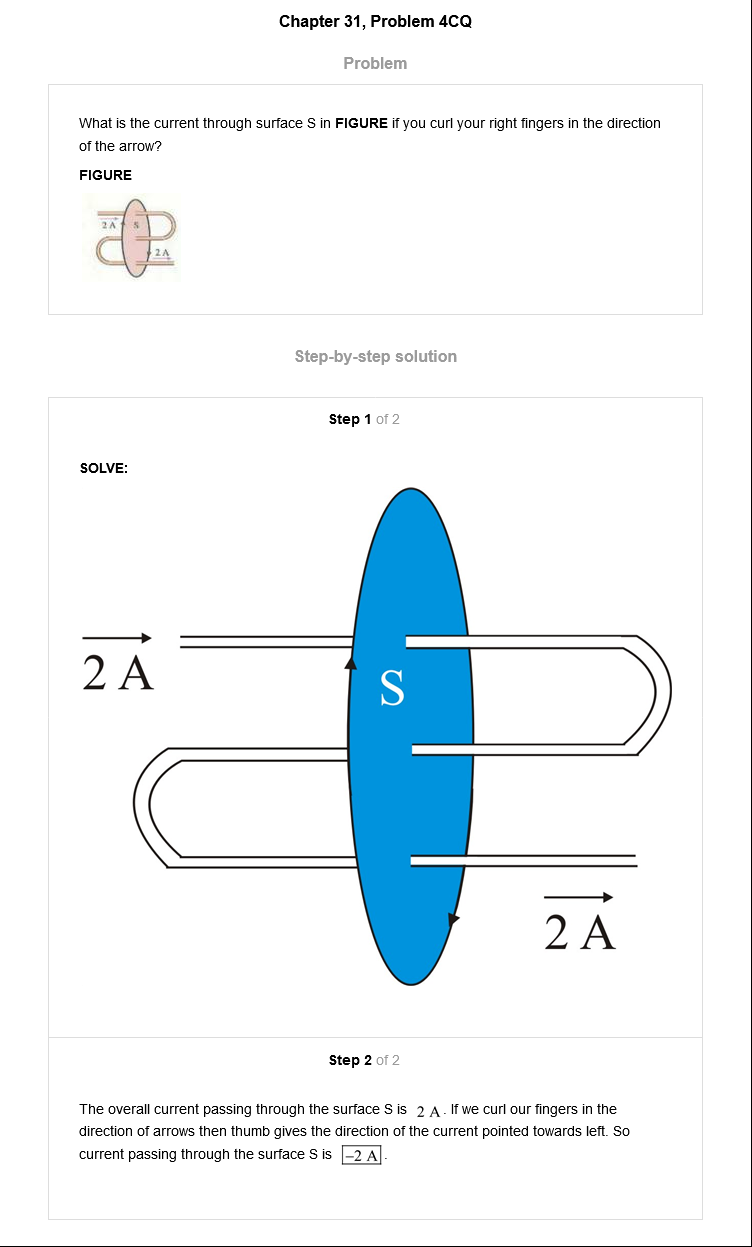 Chapter 31, Problem 4CQ
Problem
What is the current through surface S in FIGURE if you curl your right fingers in the direction
of the arrow?
FIGURE
2 A
S
2 A
Step-by-step solution
Step 1 of 2
SOLVE:
2 A
S
2 A
Step 2 of 2
The overall current passing through the surface S is 2 A. If we curl our fingers in the
direction of arrows then thumb gives the direction of the current pointed towards left. So
current passing through the surface S is −2 A.